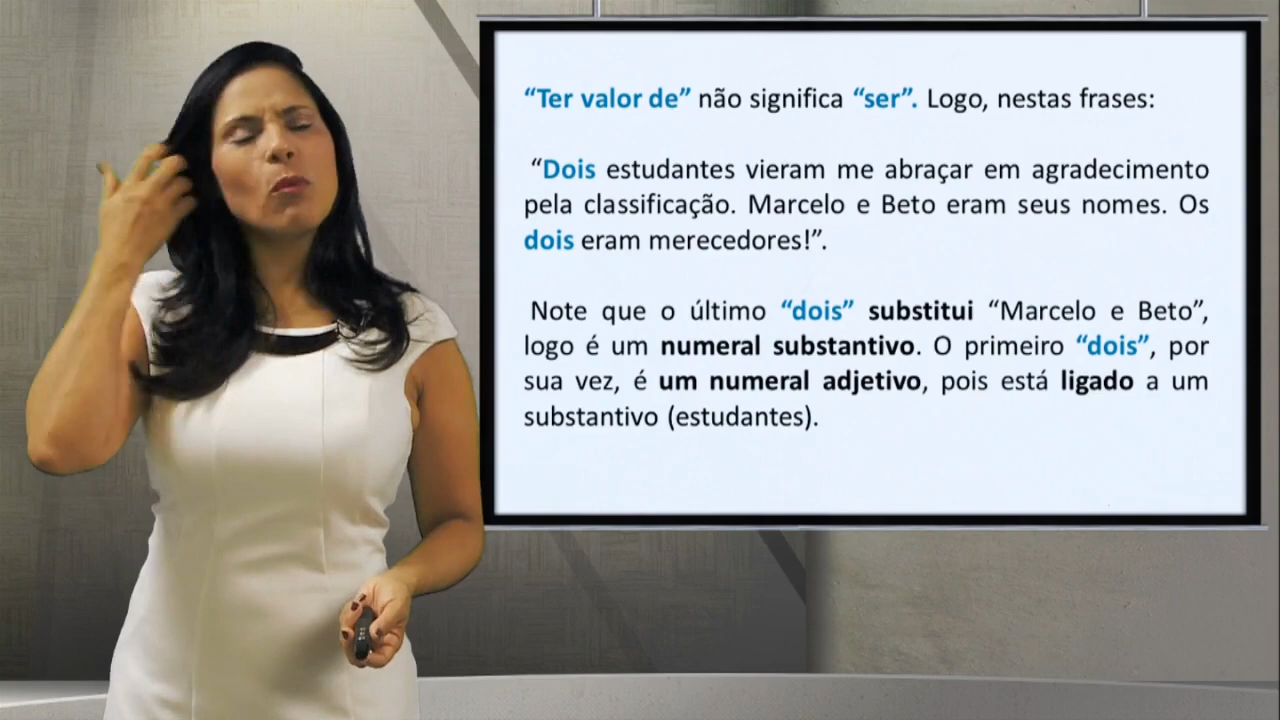 “Ter valor de” não significa “ser”. Logo, nestas frases:
“Dois estudantes vieram me abraçar em agradecimento
pela classificação. Marcelo e Beto eram seus nomes. Os
dois eram merecedores!”.
Note que o último “dois” substitui “Marcelo e Beto”,
logo é um numeral substantivo. O primeiro “dois”, por
sua vez, é um numeral adjetivo, pois está ligado a um
substantivo (estudantes).